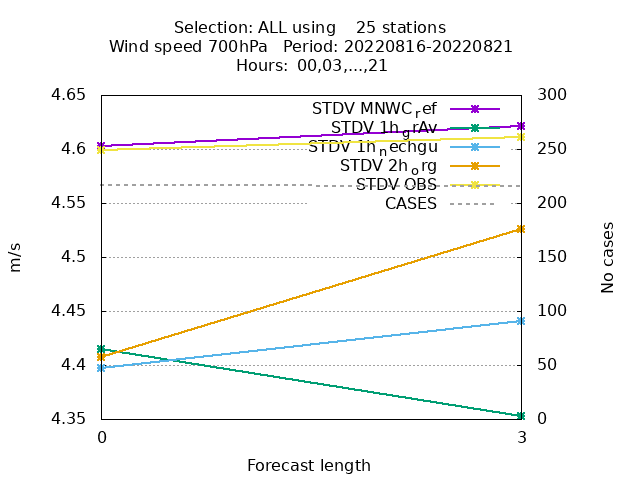 Selection: ALL using    25 stations
Wind speed 700hPa   Period: 20220816-20220821
Hours: 00,03,...,21
4.65
4.6
4.55
4.5
4.45
4.4
4.35
300
250
200
150
100
50
0
STDV MNWC_ref
STDV 1h_grAv
STDV 1h_nechgu
STDV 2h_org
STDV OBS
CASES
m/s
No cases
0
3
Forecast length